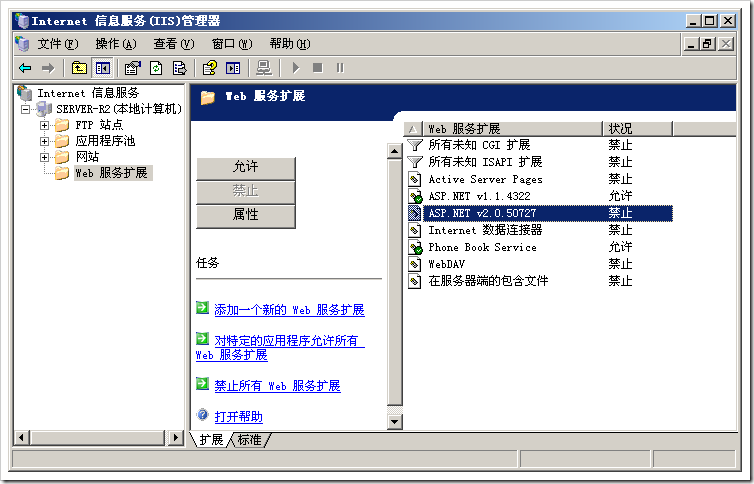 Internet 信息服务(IIS)管理器
文件(F) 操作(A) 查看(V) 窗口(W) 帮助(H)
Internet 信息服务
SERVER-R2(本地计算机)
FTP 站点
应用程序池
网站
Web 服务扩展
Web 服务扩展
允许
禁止
属性
任务
添加一个新的 Web 服务扩展
对特定的应用程序允许所有
Web 服务扩展
禁止所有 Web 服务扩展
打开帮助
Web 服务扩展 状况
所有未知 CGI 扩展 禁止
所有未知 ISAPI 扩展 禁止
Active Server Pages 禁止
ASP.NET v1.1.4322 允许
ASP.NET v2.0.50727 禁止
Internet 数据连接器 禁止
Phone Book Service 允许
WebDAV 禁止
在服务器端的包含文件 禁止
扩展 标准